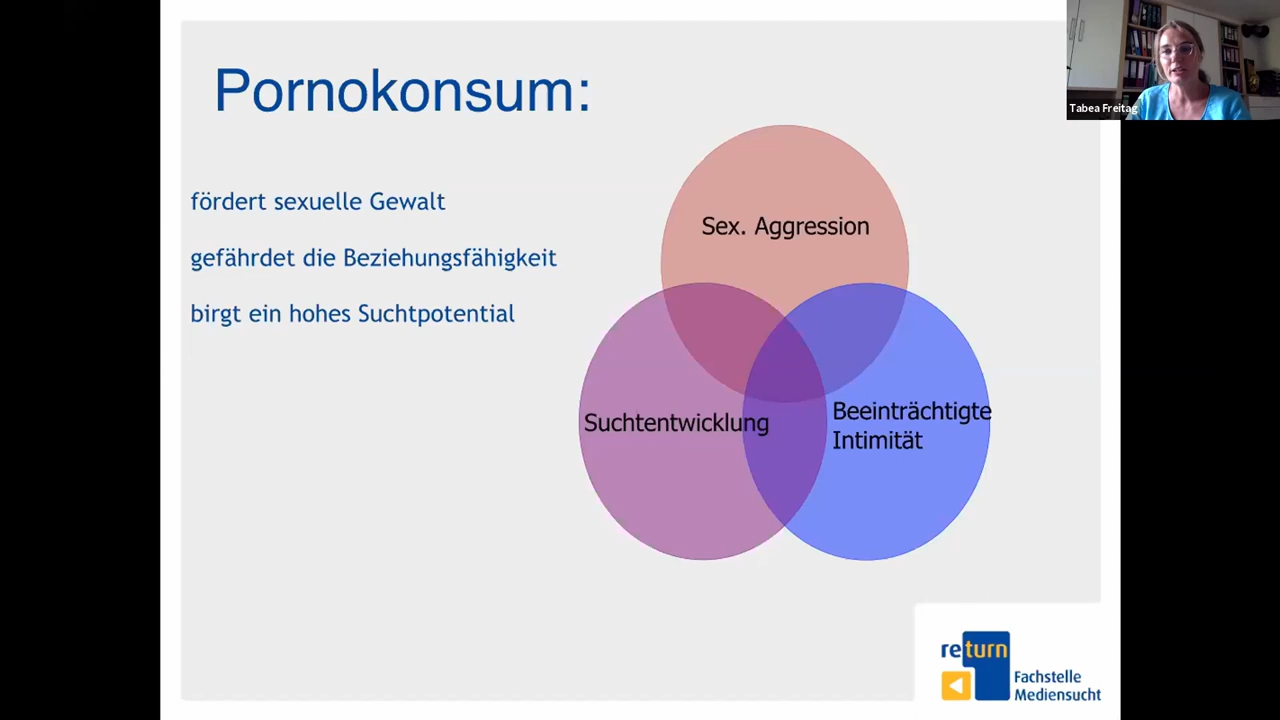 Pornokonsum:
Tabea Freitag
fördert sexuelle Gewalt
gefährdet die Beziehungsfähigkeit
birgt ein hohes Suchtpotential
Sex. Aggression
Suchtentwicklung
Beeinträchtigte
Intimität
return
Fachstelle
Mediensucht